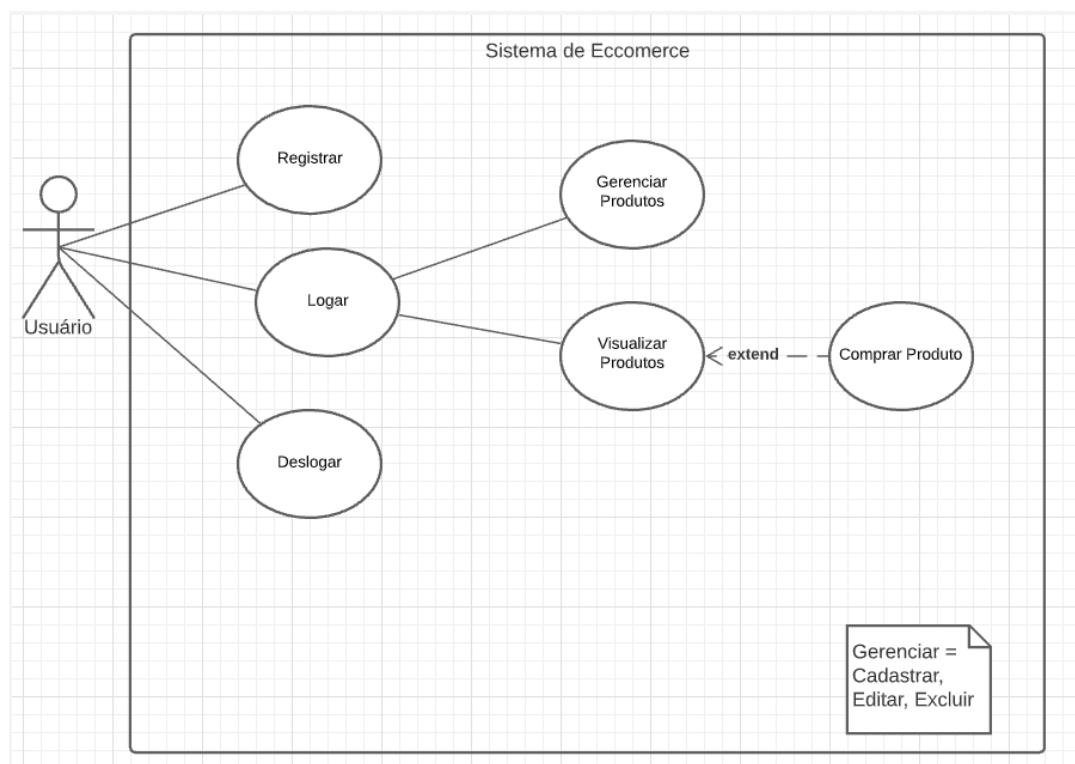 Sistema de Eccomerce
Registrar
Gerenciar
Produtos
Usuário
Logar
Visualizar
Produtos
extend
Comprar Produto
Deslogar
Gerenciar =
Cadastrar,
Editar, Excluir